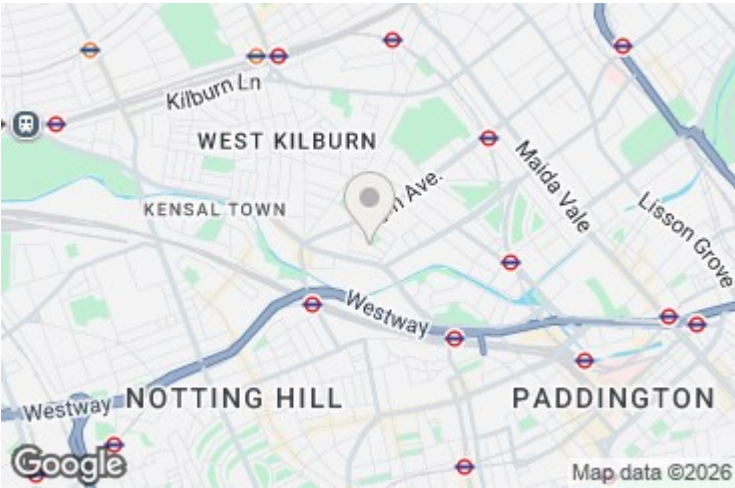 Kilburn Ln
WEST KILBURN
Maida Vale
Ave.
KENSAL TOWN
Lisson Grove
Westway
Westway
NOTTING HILL
PADDINGTON
Google
Map data ©2026